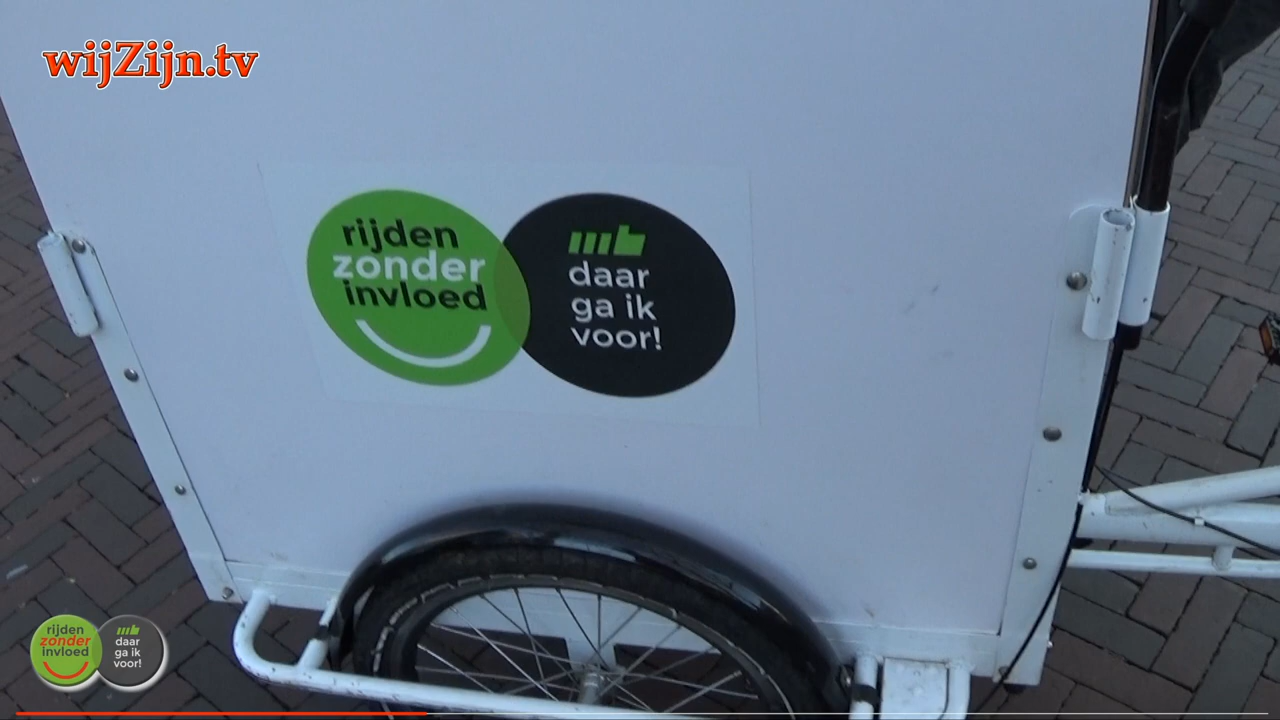 wijZijn.tv
rijden
zonder
invloed
daar
ga ik
voor!
rijden
zonder
invloed
daar
ga ik
voor!